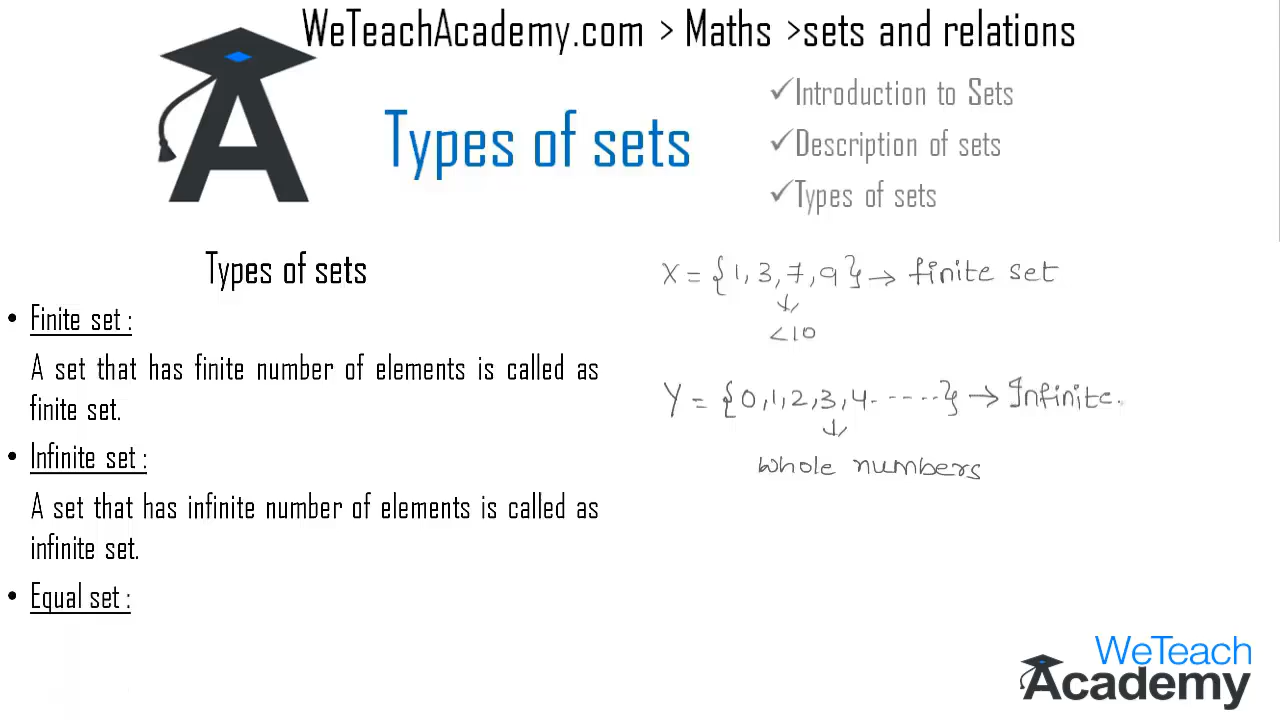 WeTeachAcademy.com > Maths >sets and relations
Types of sets
✓Introduction to Sets
✓Description of sets
✓Types of sets
Types of sets
• Finite set :
A set that has finite number of elements is called as
finite set.
• Infinite set :
A set that has infinite number of elements is called as
infinite set.
• Equal set :
X = {1, 3, 7, 9} → finite set
↓
<10
Y = {0, 1, 2, 3, 4- - - - - -} → Infinite.
↓
Whole numbers
WeTeach
Academy